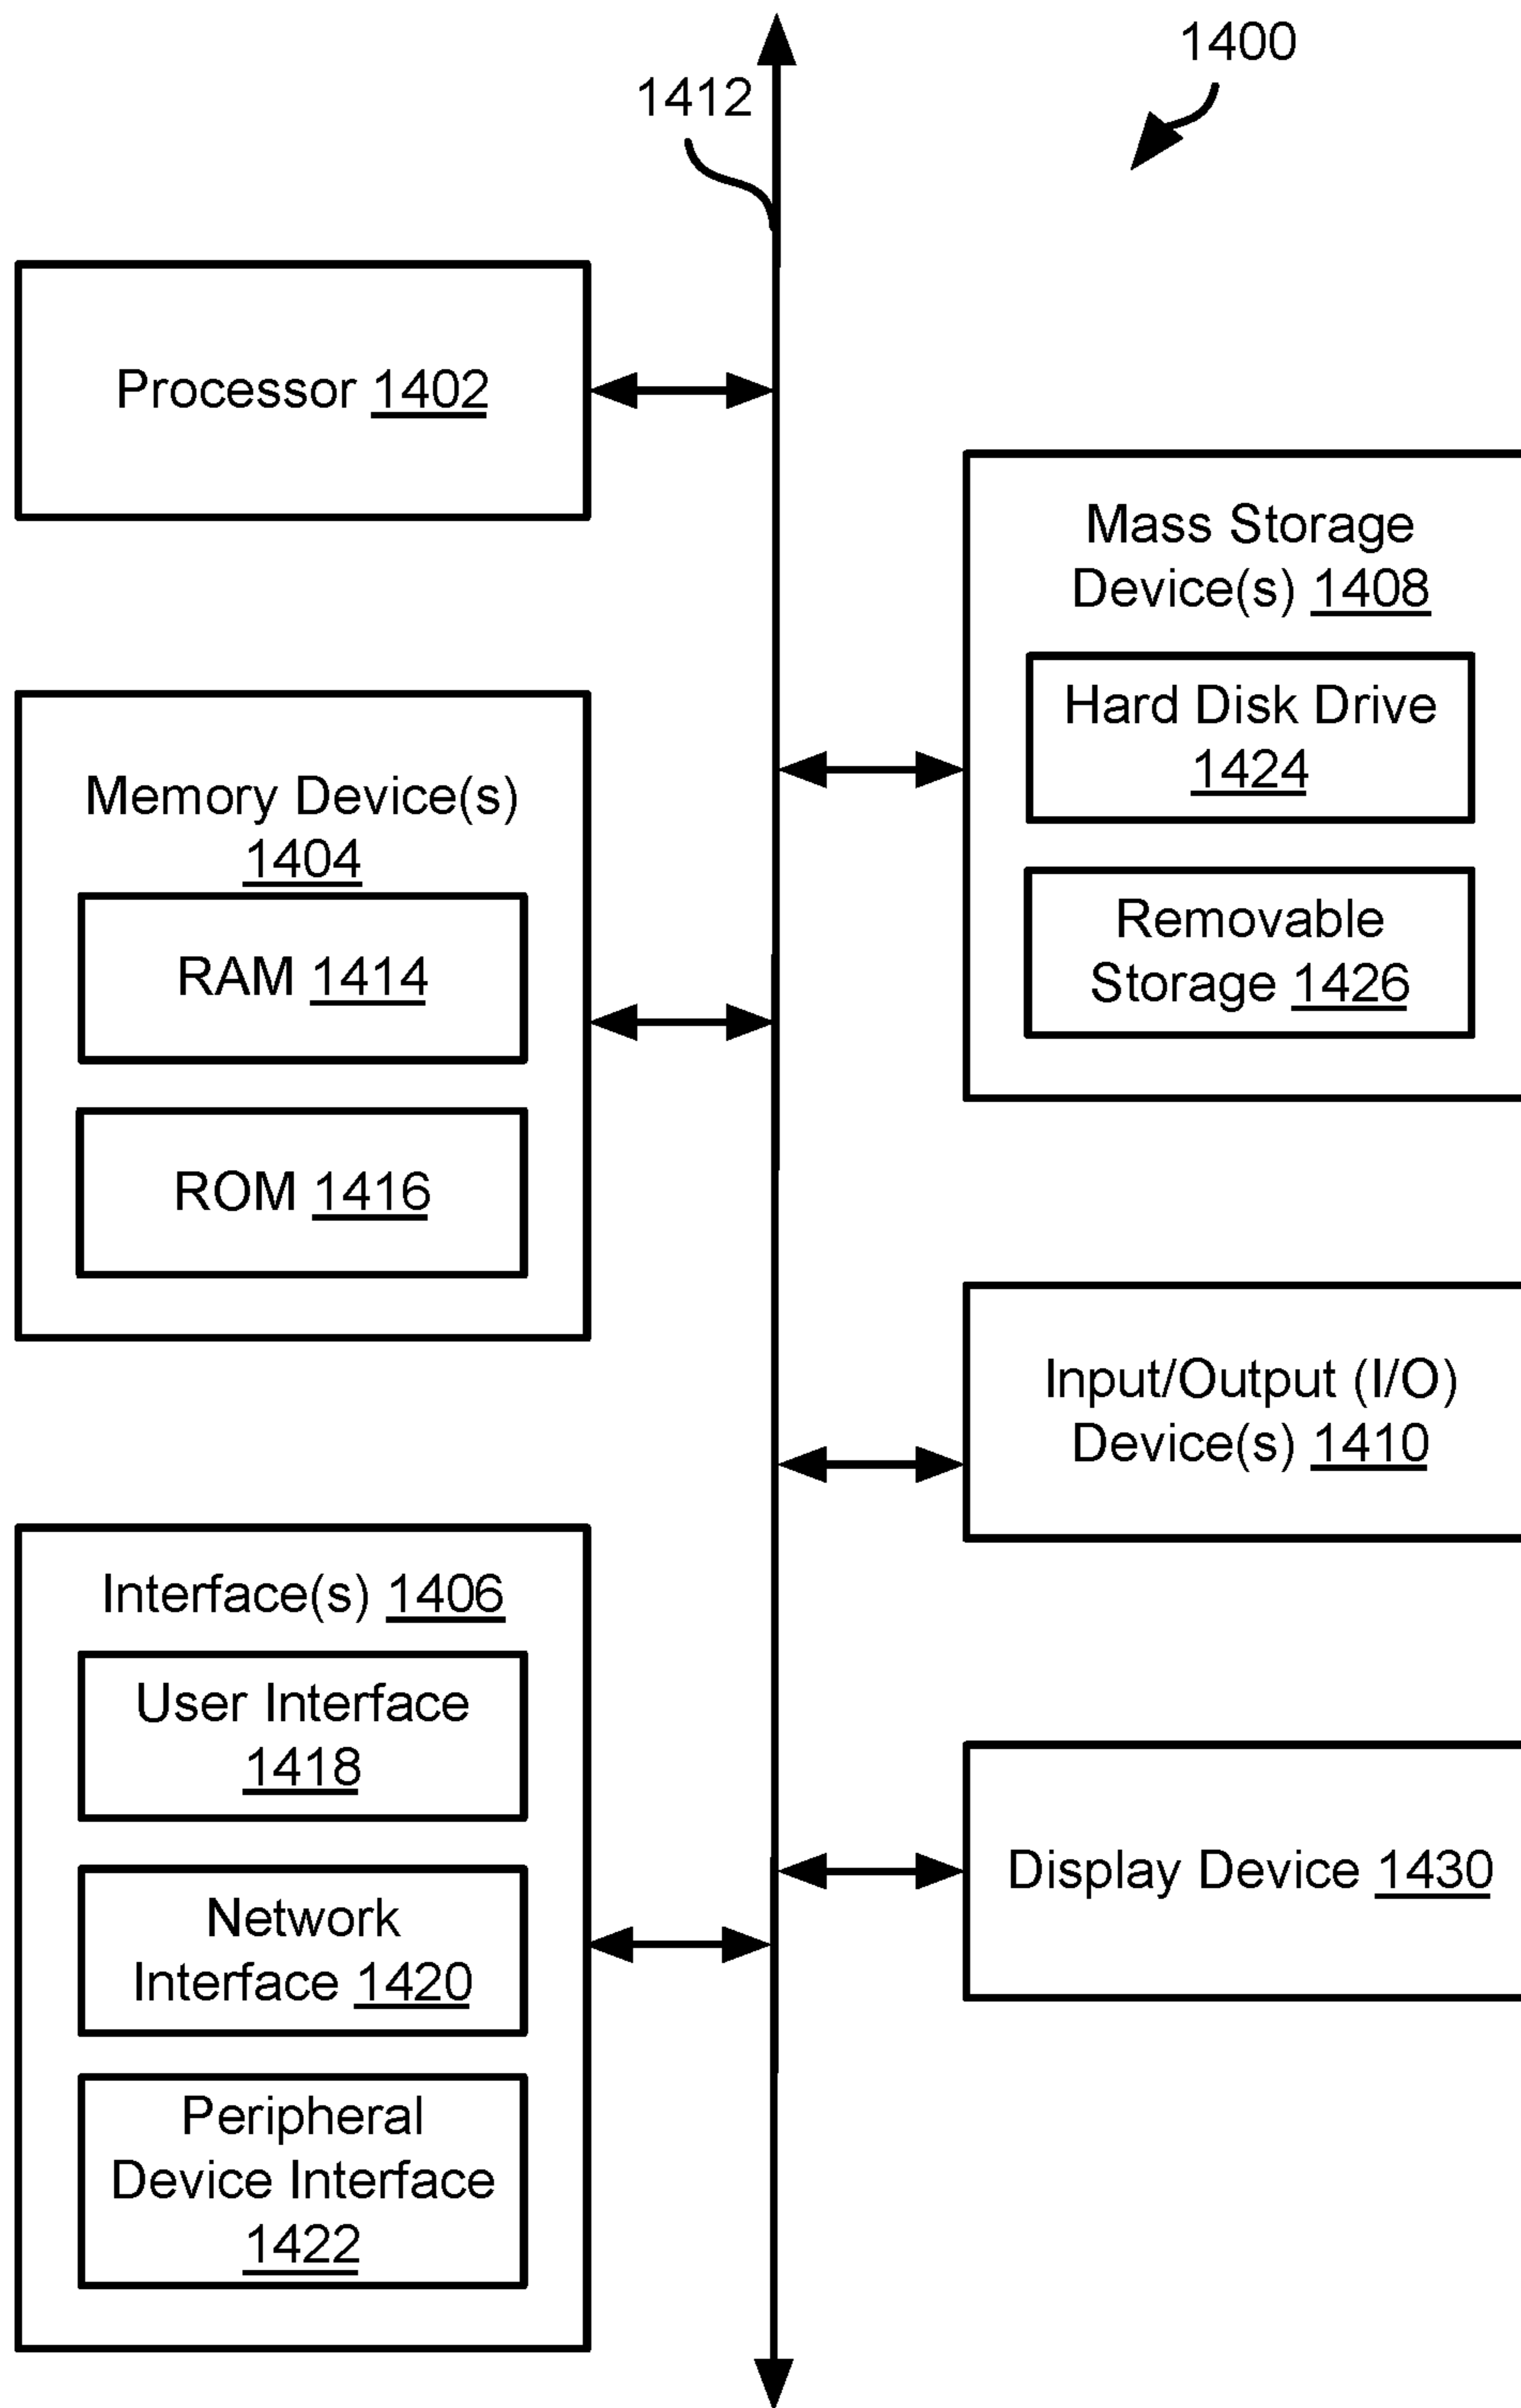 1400
1412
Processor 1402
Mass Storage
Device(s) 1408
Hard Disk Drive
1424
Removable
Storage 1426
Memory Device(s)
1404
RAM 1414
ROM 1416
Input/Output (I/O)
Device(s) 1410
Interface(s) 1406
User Interface
1418
Network
Interface 1420
Peripheral
Device Interface
1422
Display Device 1430